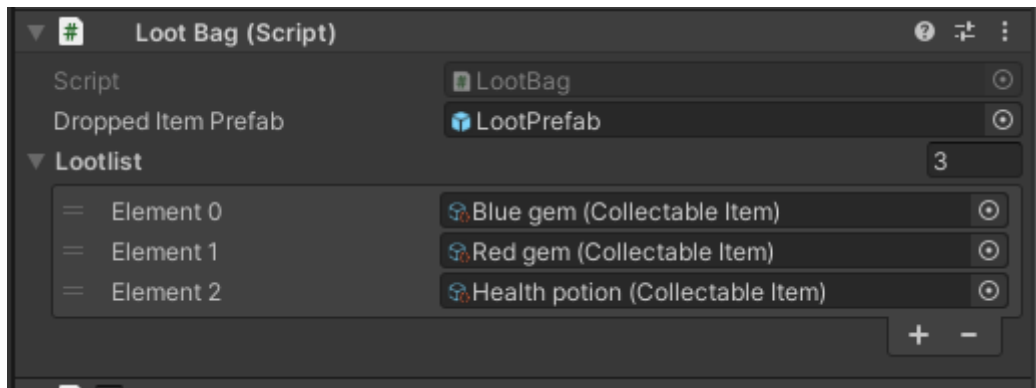 # Loot Bag (Script)
Script # LootBag
Dropped Item Prefab LootPrefab
Lootlist 3
= Element 0 Blue gem (Collectable Item)
= Element 1 Red gem (Collectable Item)
= Element 2 Health potion (Collectable Item)
+ -